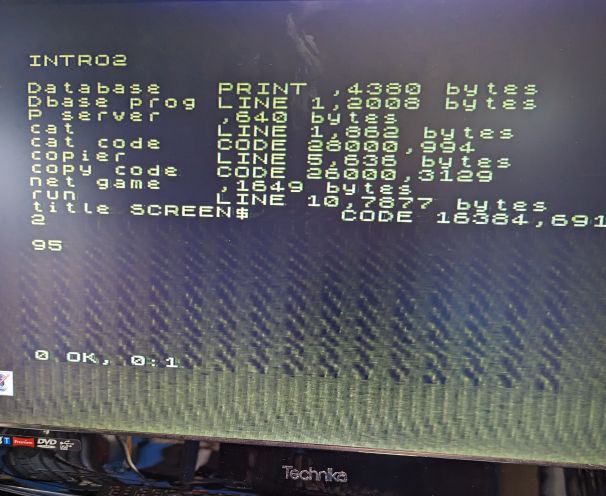 INTRO2
Database PRINT ,4380 bytes
Dbase prog LINE 1,2008 bytes
P server ,640 bytes
cat LINE 1,862 bytes
cat code CODE 28000,994
copier LINE 5,636 bytes
copy code CODE 26000,3129
net game ,1649 bytes
run LINE 10,7877 bytes
title SCREEN$ CODE 16384,691
2
95
0 OK, 0:1
DVD
Technika